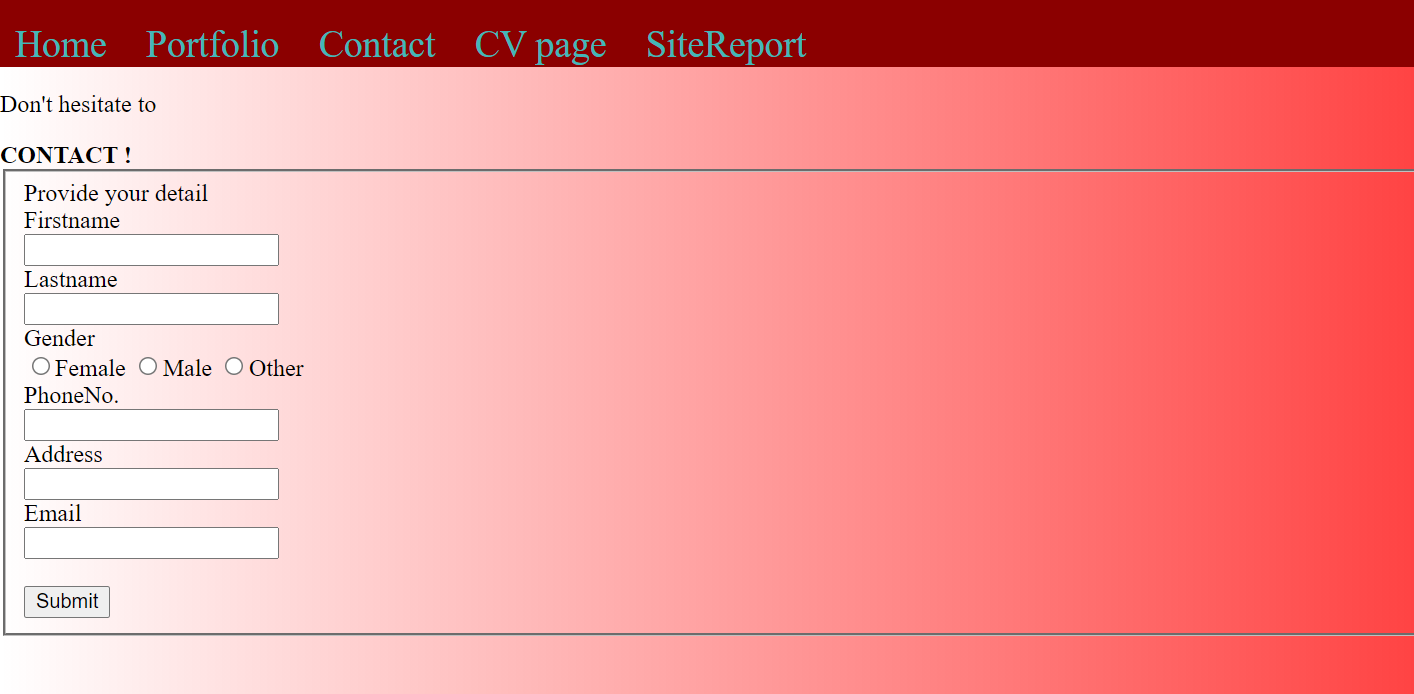 Home Portfolio Contact CV page SiteReport
Don't hesitate to
CONTACT !
Provide your detail
Firstname
Lastname
Gender
Female Male Other
PhoneNo.
Address
Email
Submit